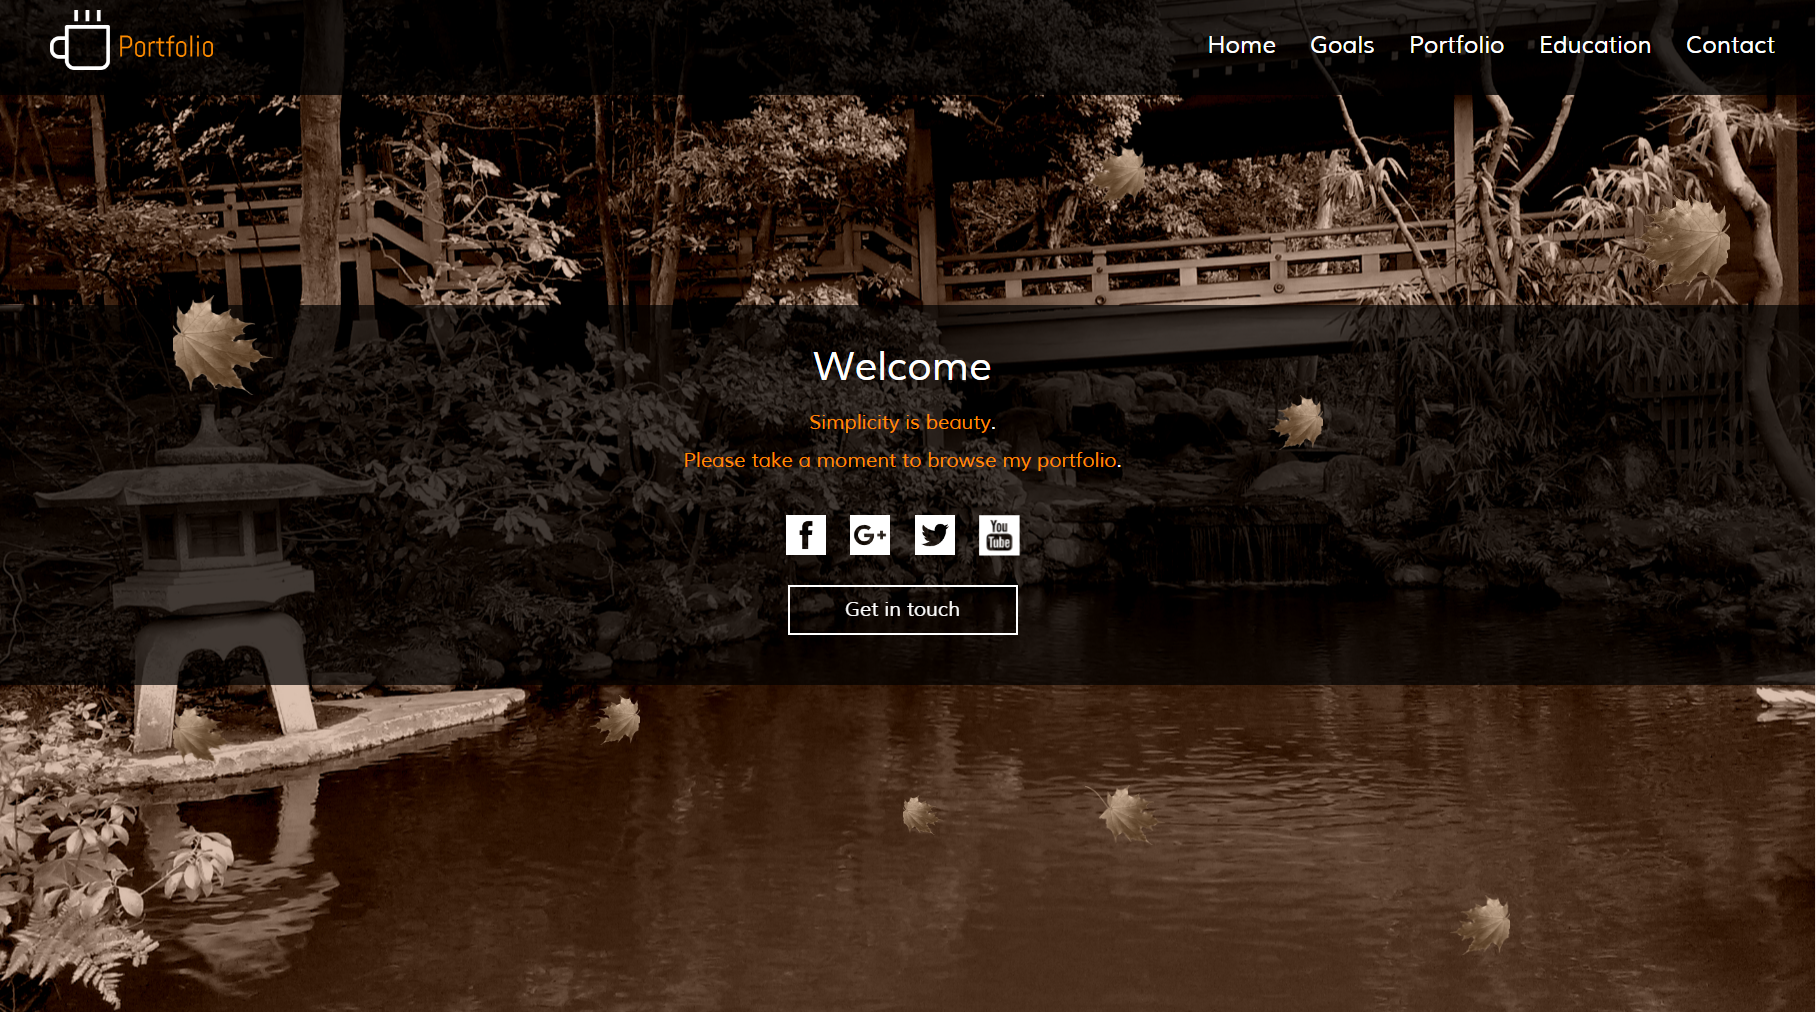 Portfolio
Home Goals Portfolio Education Contact
Welcome
Simplicity is beauty.
Please take a moment to browse my portfolio.
f G+ You Tube
Get in touch